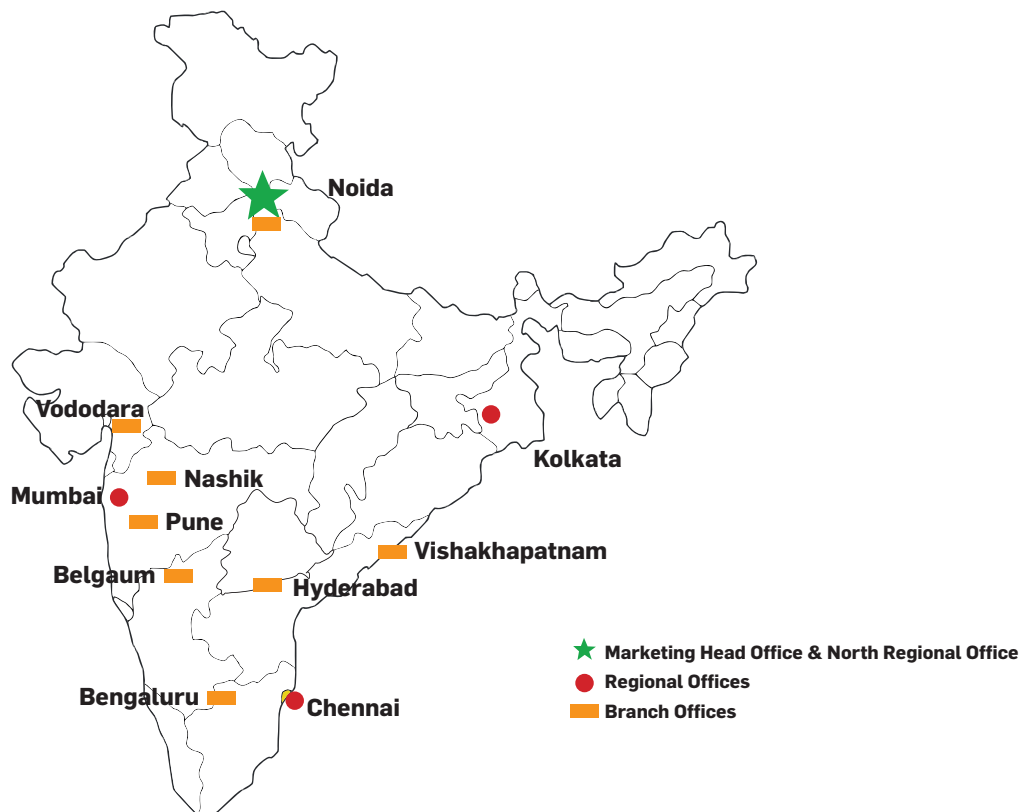 Noida
Vododara
Kolkata
Nashik
Mumbai
Pune
Vishakhapatnam
Belgaum
Hyderabad
Marketing Head Office & North Regional Office
Regional Offices
Bengaluru
Chennai
Branch Offices